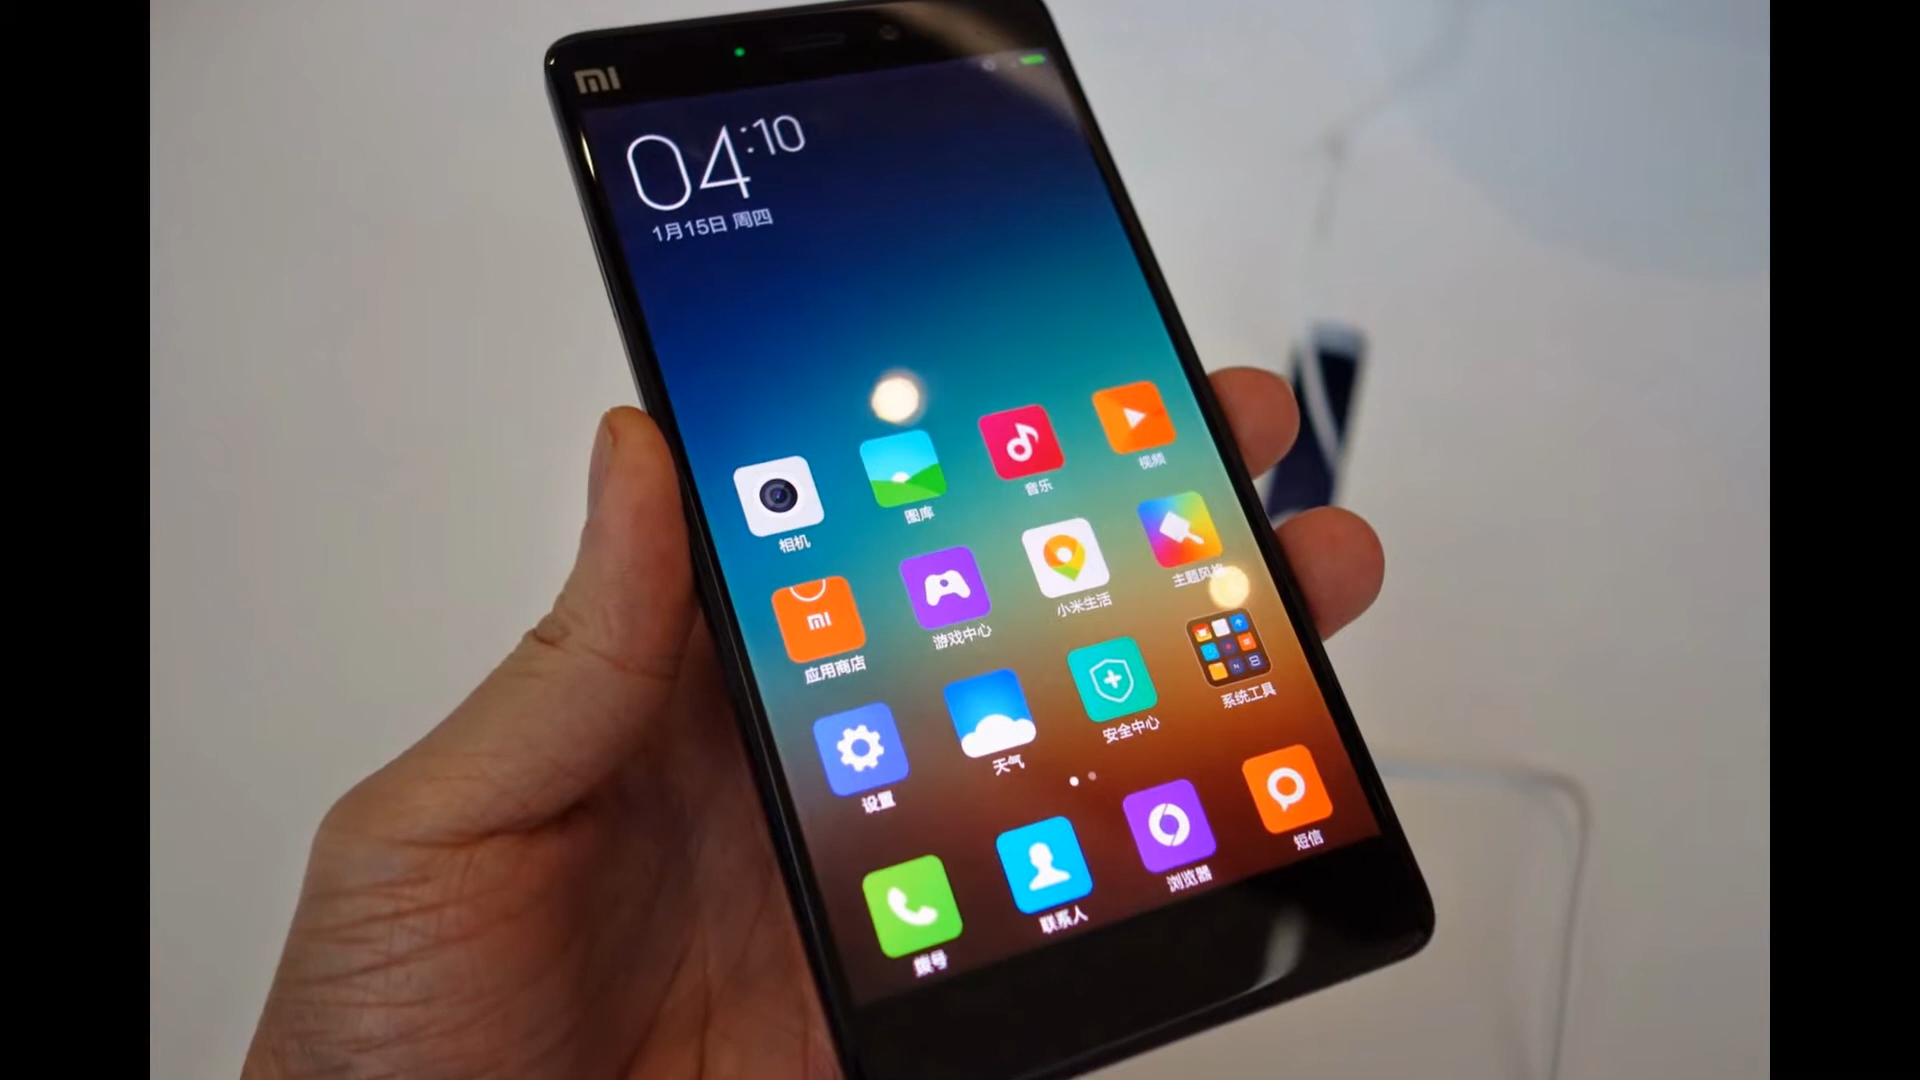 MI
04:10
1月15日 周四
相机
图库
音乐
视频
应用商店
MI
游戏中心
小米生活
主题风格
设置
天气
安全中心
系统工具
拨号
联系人
浏览器
短信